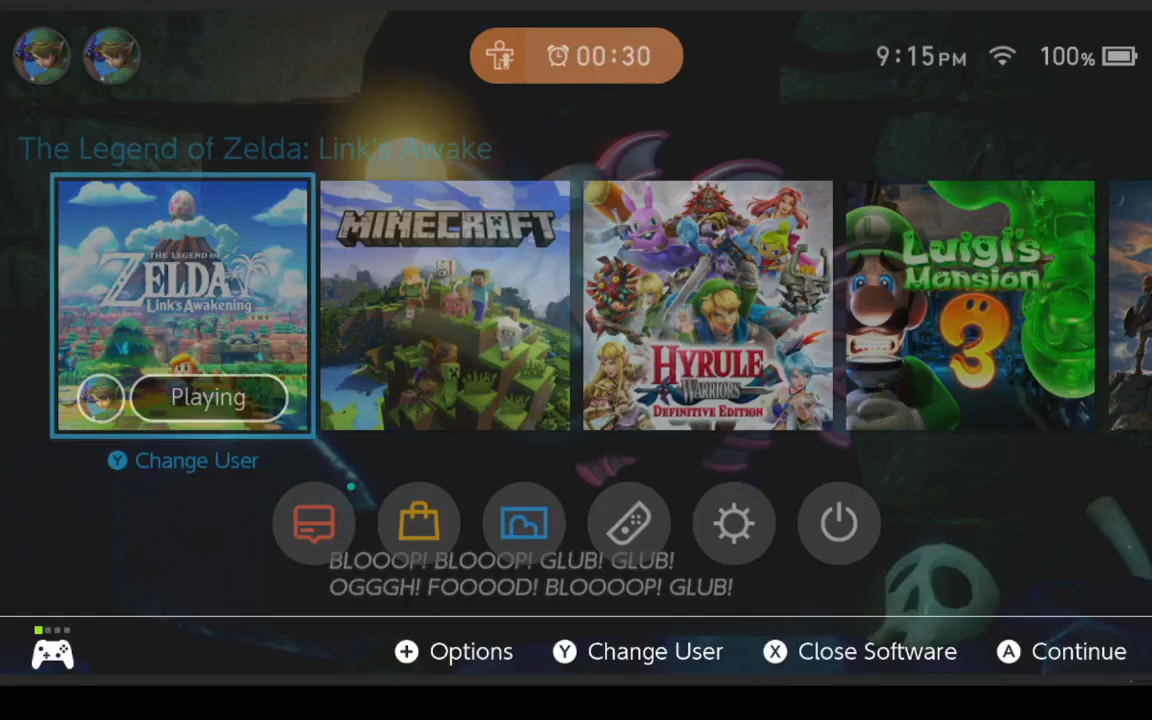 00:30
9:15 PM
100%
The Legend of Zelda: Link's Awake
THE LEGEND OF
ZELDA
Link's Awakening
Playing
MINECRAFT
HYRULE
WARRIORS
DEFINITIVE EDITION
Luigi's
Mansion
3
Y Change User
BLOOOP! BLOOOP! GLUB! GLUB!
OGGGH! FOOOOD! BLOOOOP! GLUB!
+ Options
Y Change User
X Close Software
A Continue